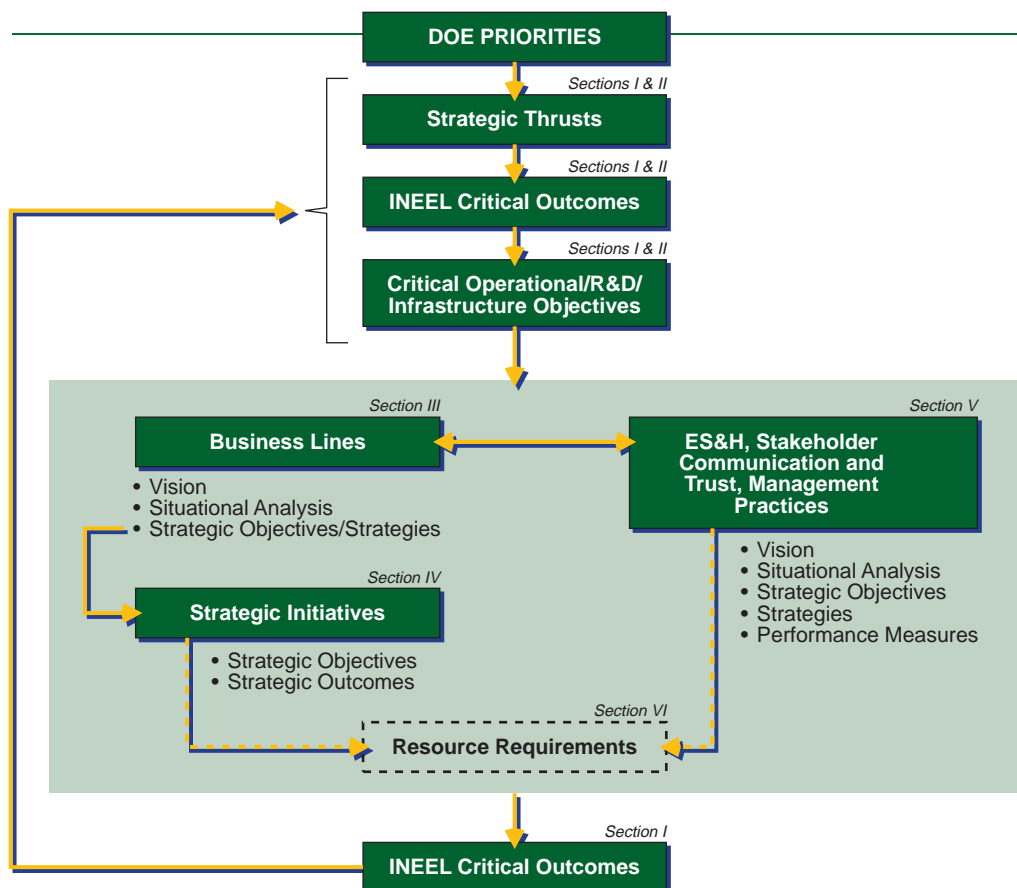 DOE PRIORITIES
Sections I & II
Strategic Thrusts
Sections I & II
INEEL Critical Outcomes
Sections I & II
Critical Operational/R&D/
Infrastructure Objectives
Section III
Business Lines
• Vision
• Situational Analysis
• Strategic Objectives/Strategies
Section V
ES&H, Stakeholder
Communication and
Trust, Management
Practices
• Vision
• Situational Analysis
• Strategic Objectives
• Strategies
• Performance Measures
Section IV
Strategic Initiatives
• Strategic Objectives
• Strategic Outcomes
Section VI
Resource Requirements
Section I
INEEL Critical Outcomes